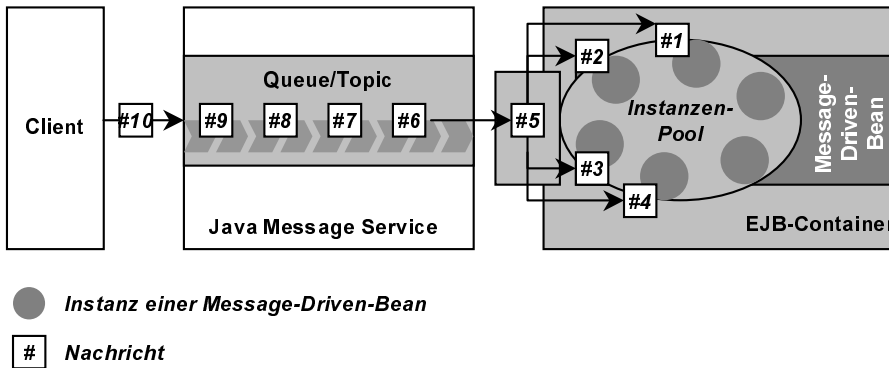 Client
#10
Queue/Topic
#9
#8
#7
#6
Java Message Service
#5
#1
#2
#3
#4
Instanzen-
Pool
Message-
Driven-
Bean
EJB-Container
Instanz einer Message-Driven-Bean
# Nachricht